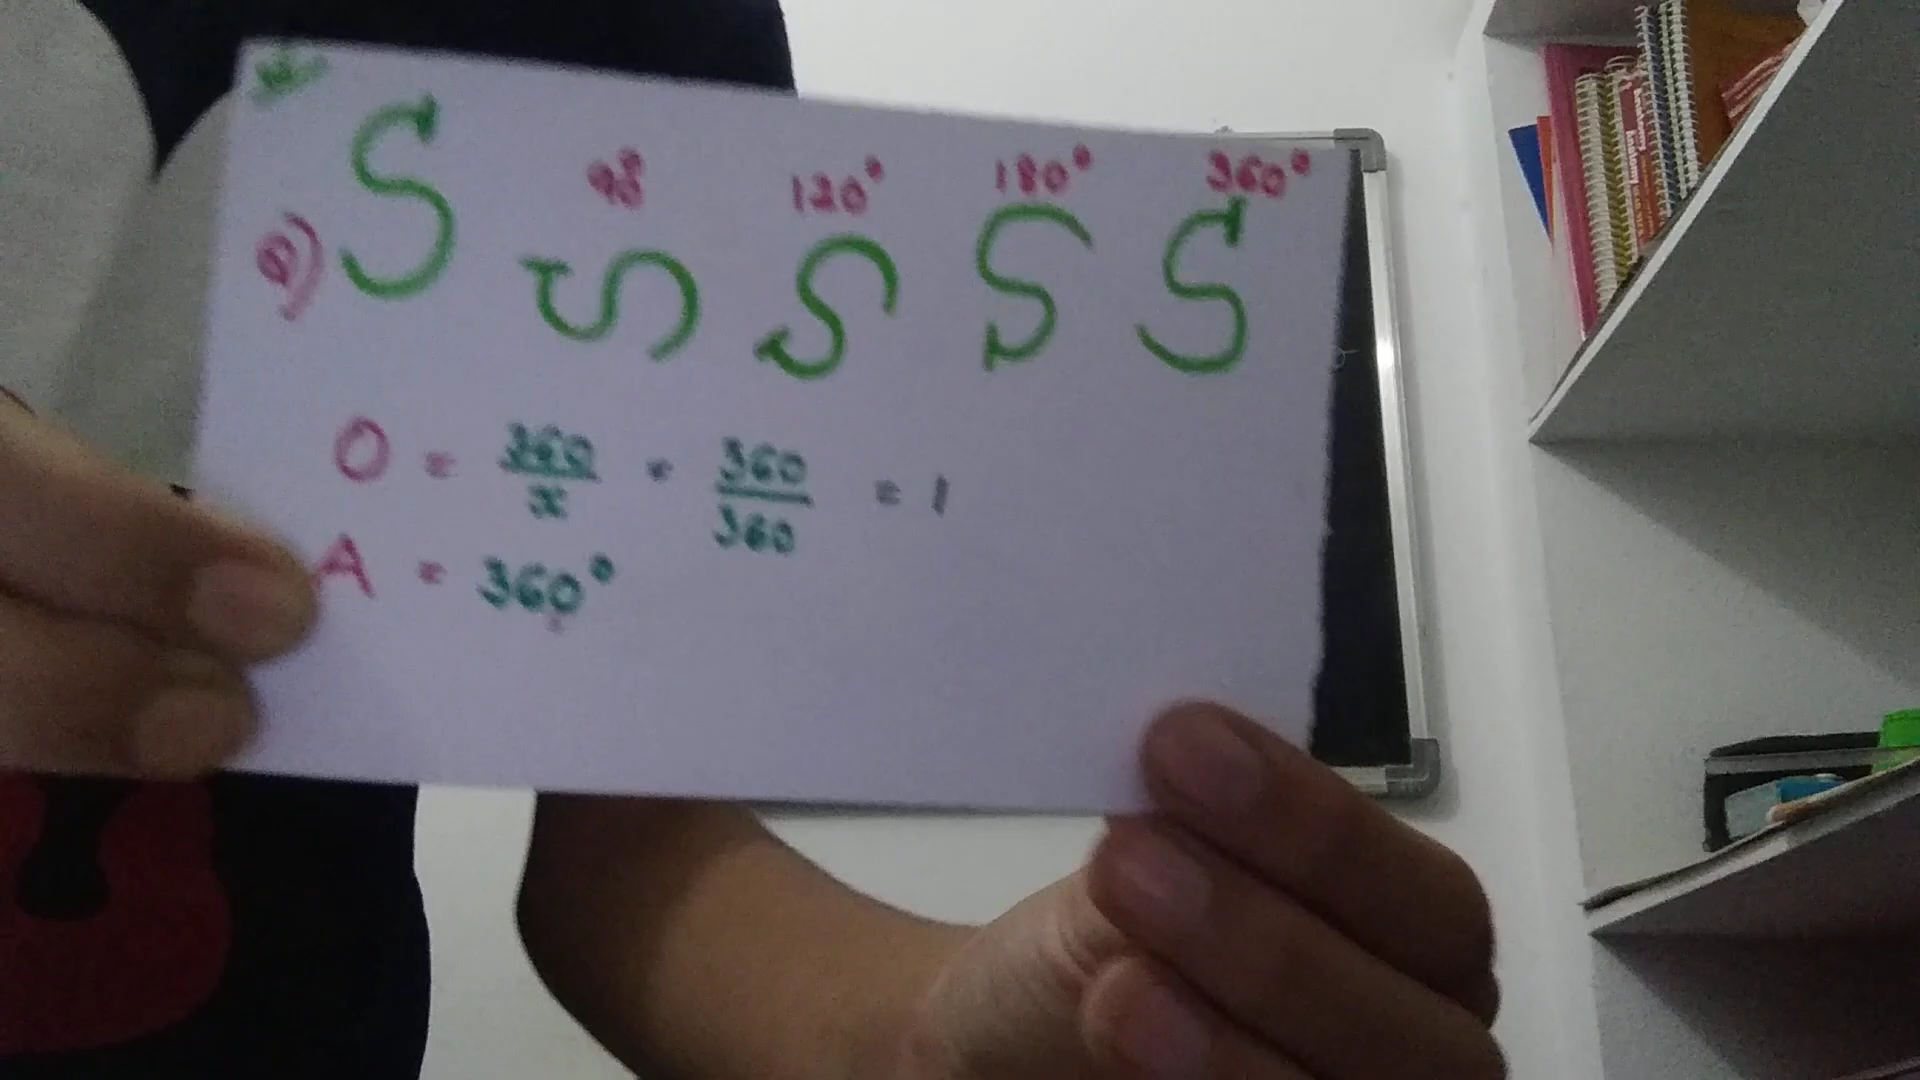 a) S 90° 120° 180° 360°
S S S S
O = 360/x = 360/360 = 1
A = 360°